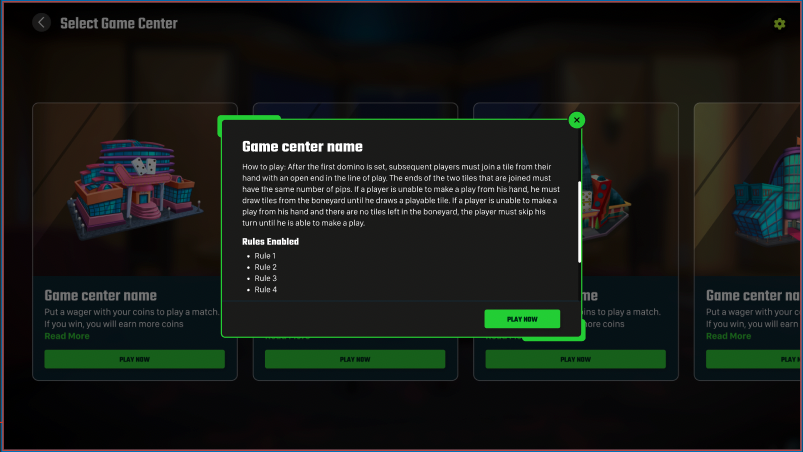 Select Game Center
Game center name
How to play: After the first domino is set, subsequent players must join a tile from their
hand with an open end in the line of play. The ends of the two tiles that are joined must
have the same number of pips. If a player is unable to make a play from his hand, he must
draw tiles from the boneyard until he draws a playable tile. If a player is unable to make a
play from his hand and there are no tiles left in the boneyard, the player must skip his
turn until he is able to make a play.
Rules Enabled
Rule 1
Rule 2
Rule 3
Rule 4
PLAY NOW
Game center name
Put a wager with your coins to play a match.
If you win, you will earn more coins
Read More
PLAY NOW
PLAY NOW
me
ins to play a match.
more coins
PLAY NOW
Game
Put a wager
If you win, y
Read More
PLAY NOW